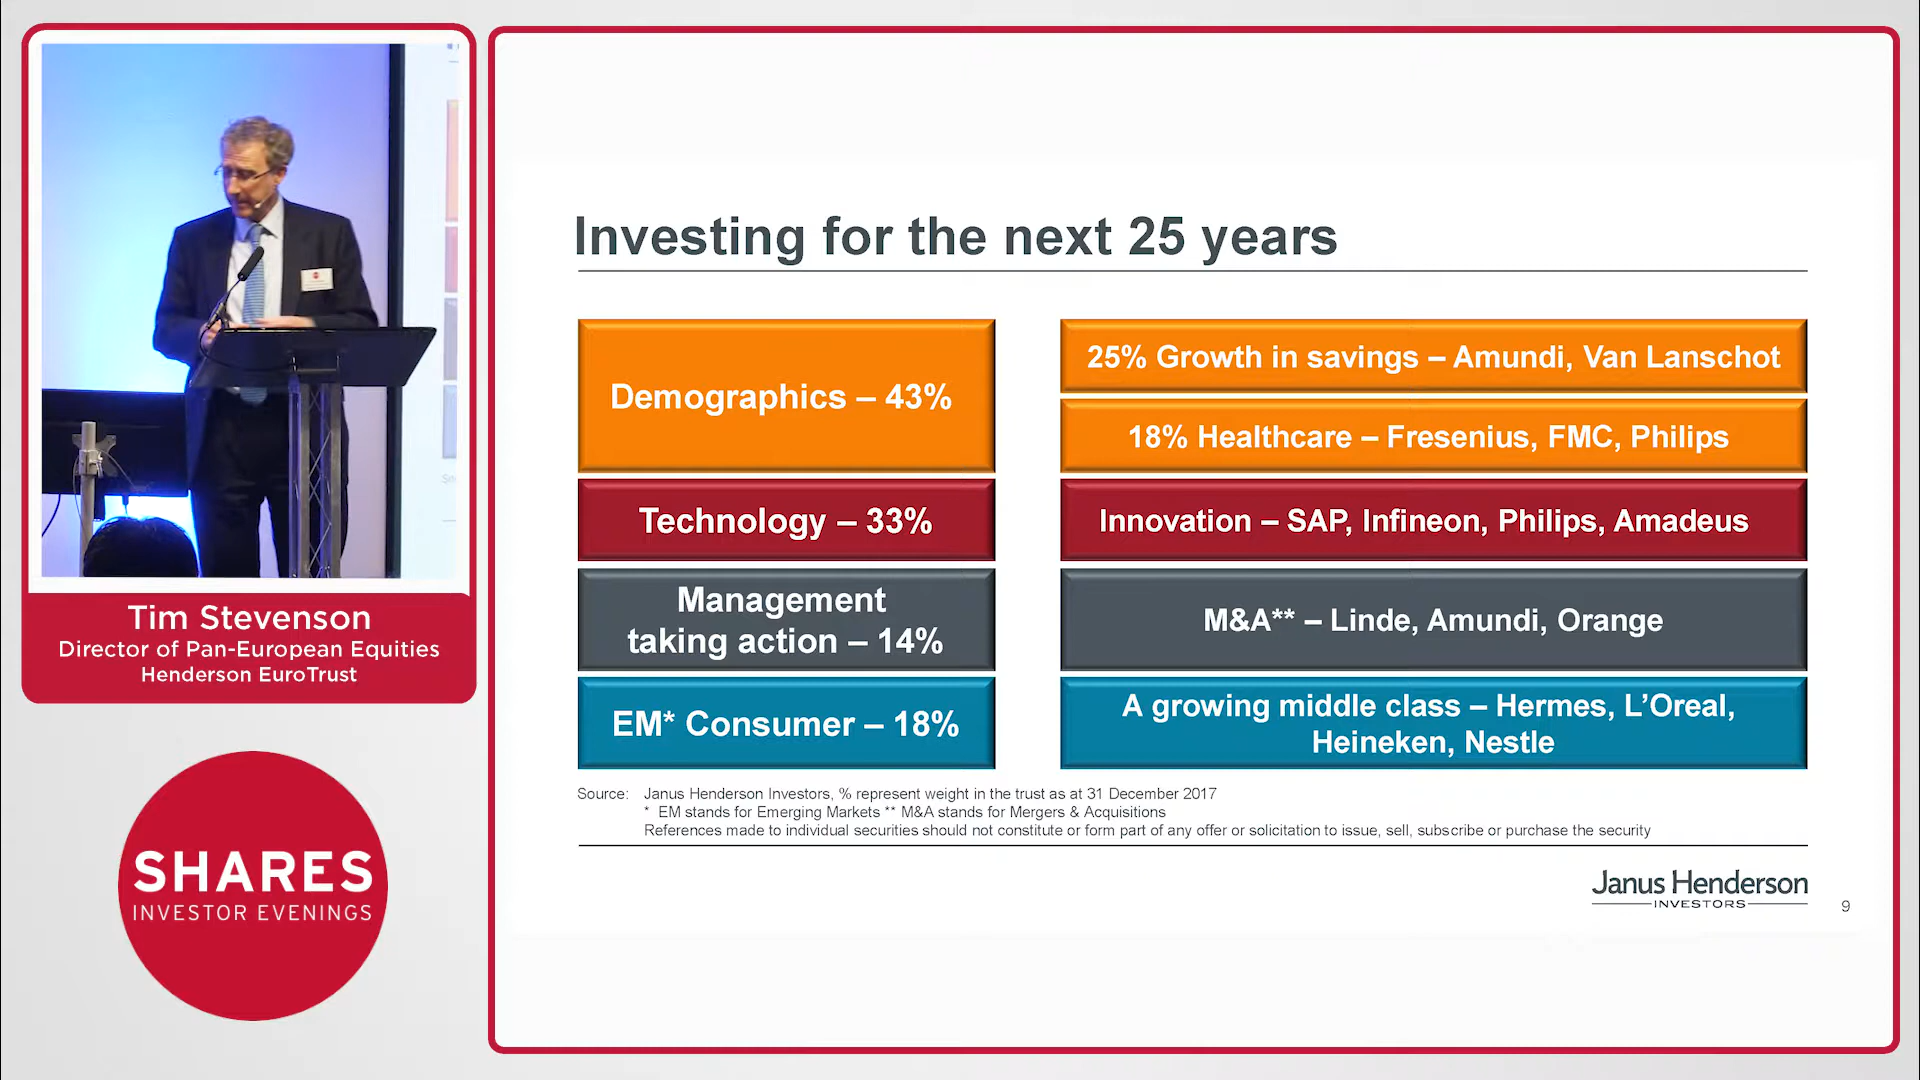 Tim Stevenson
Director of Pan-European Equities
Henderson EuroTrust
SHARES
INVESTOR EVENINGS
Investing for the next 25 years
Demographics – 43%
25% Growth in savings – Amundi, Van Lanschot
18% Healthcare – Fresenius, FMC, Philips
Technology – 33%
Innovation – SAP, Infineon, Philips, Amadeus
Management
taking action – 14%
M&A** – Linde, Amundi, Orange
EM* Consumer – 18%
A growing middle class – Hermes, L’Oreal,
Heineken, Nestle
Source: Janus Henderson Investors, % represent weight in the trust as at 31 December 2017
* EM stands for Emerging Markets ** M&A stands for Mergers & Acquisitions
References made to individual securities should not constitute or form part of any offer or solicitation to issue, sell, subscribe or purchase the security
Janus Henderson
INVESTORS
9